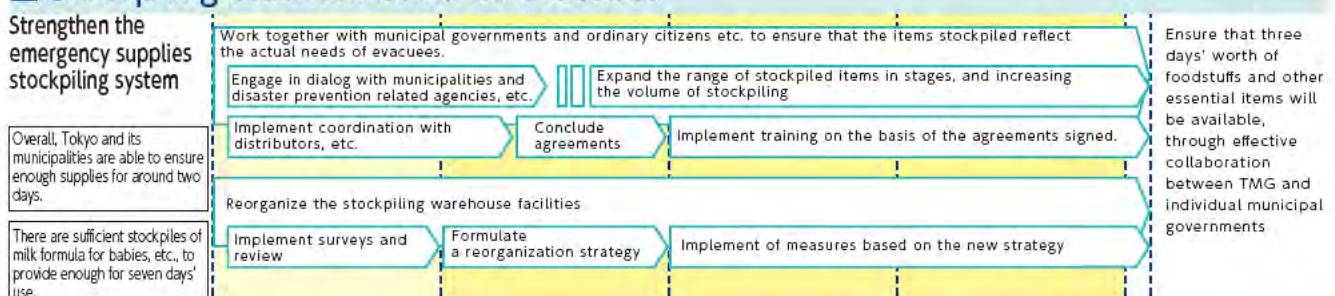 Strengthen the
emergency supplies
stockpiling system
Overall, Tokyo and its
municipalities are able to ensure
enough supplies for around two
days.
There are sufficient stockpiles of
milk formula for babies, etc., to
provide enough for seven days'
use.
Work together with municipal governments and ordinary citizens etc. to ensure that the items stockpiled reflect
the actual needs of evacuees.
Engage in dialog with municipalities and
disaster prevention related agencies, etc.
Expand the range of stockpiled items in stages, and increasing
the volume of stockpiling
Implement coordination with
distributors, etc.
Conclude
agreements
Implement training on the basis of the agreements signed.
Reorganize the stockpiling warehouse facilities
Implement surveys and
review
Formulate
a reorganization strategy
Implement of measures based on the new strategy
Ensure that three
days' worth of
foodstuffs and other
essential items will
be available,
through effective
collaboration
between TMG and
individual municipal
governments